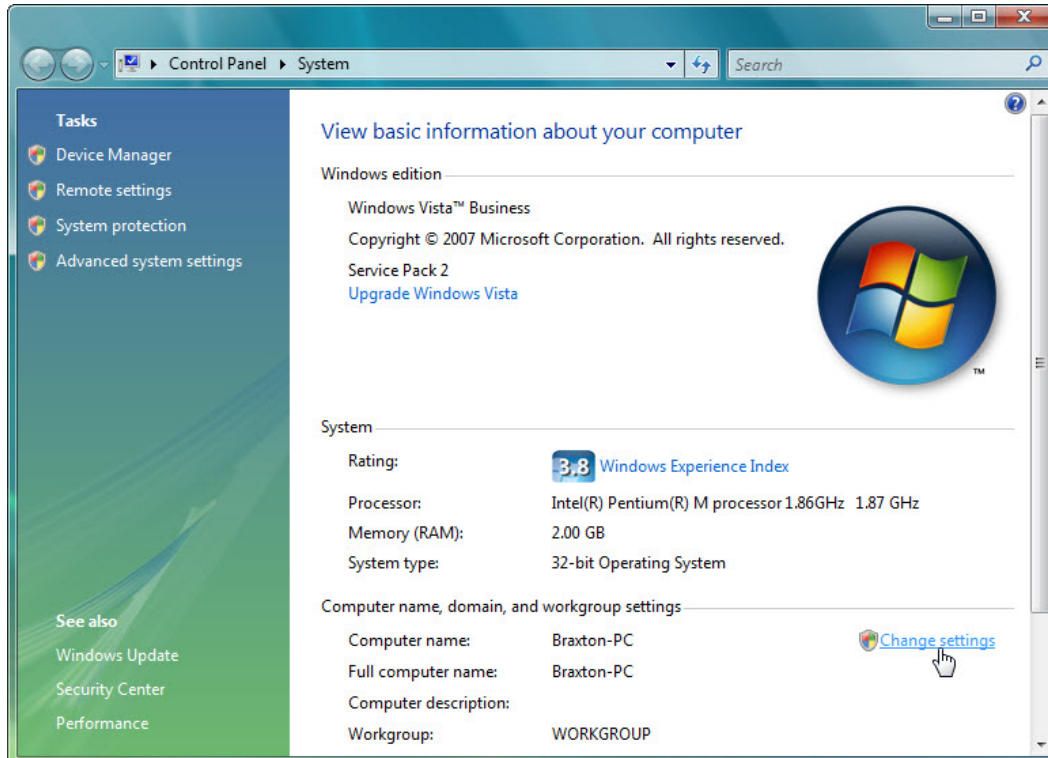 Control Panel System
Search
Tasks
Device Manager
Remote settings
System protection
Advanced system settings
See also
Windows Update
Security Center
Performance
View basic information about your computer
Windows edition
Windows Vista™ Business
Copyright © 2007 Microsoft Corporation. All rights reserved.
Service Pack 2
Upgrade Windows Vista
TM
System
Rating: 3.8 Windows Experience Index
Processor: Intel(R) Pentium(R) M processor 1.86GHz 1.87 GHz
Memory (RAM): 2.00 GB
System type: 32-bit Operating System
Computer name, domain, and workgroup settings
Computer name: Braxton-PC Change settings
Full computer name: Braxton-PC
Computer description:
Workgroup: WORKGROUP